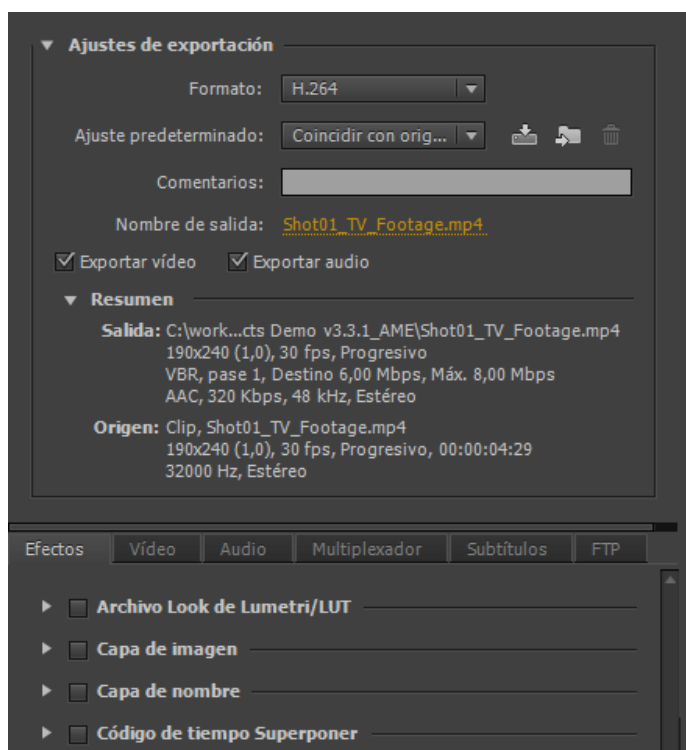 Ajustes de exportación
Formato: H.264
Ajuste predeterminado: Coincidir con orig...
Comentarios:
Nombre de salida: Shot01_TV_Footage.mp4
Exportar vídeo Exportar audio
Resumen
Salida: C:\work...cts Demo v3.3.1_AME\Shot01_TV_Footage.mp4
190x240 (1,0), 30 fps, Progresivo
VBR, pase 1, Destino 6,00 Mbps, Máx. 8,00 Mbps
AAC, 320 Kbps, 48 kHz, Estéreo
Origen: Clip, Shot01_TV_Footage.mp4
190x240 (1,0), 30 fps, Progresivo, 00:00:04:29
32000 Hz, Estéreo
Efectos Vídeo Audio Multiplexador Subtítulos FTP
Archivo Look de Lumetri/LUT
Capa de imagen
Capa de nombre
Código de tiempo Superponer